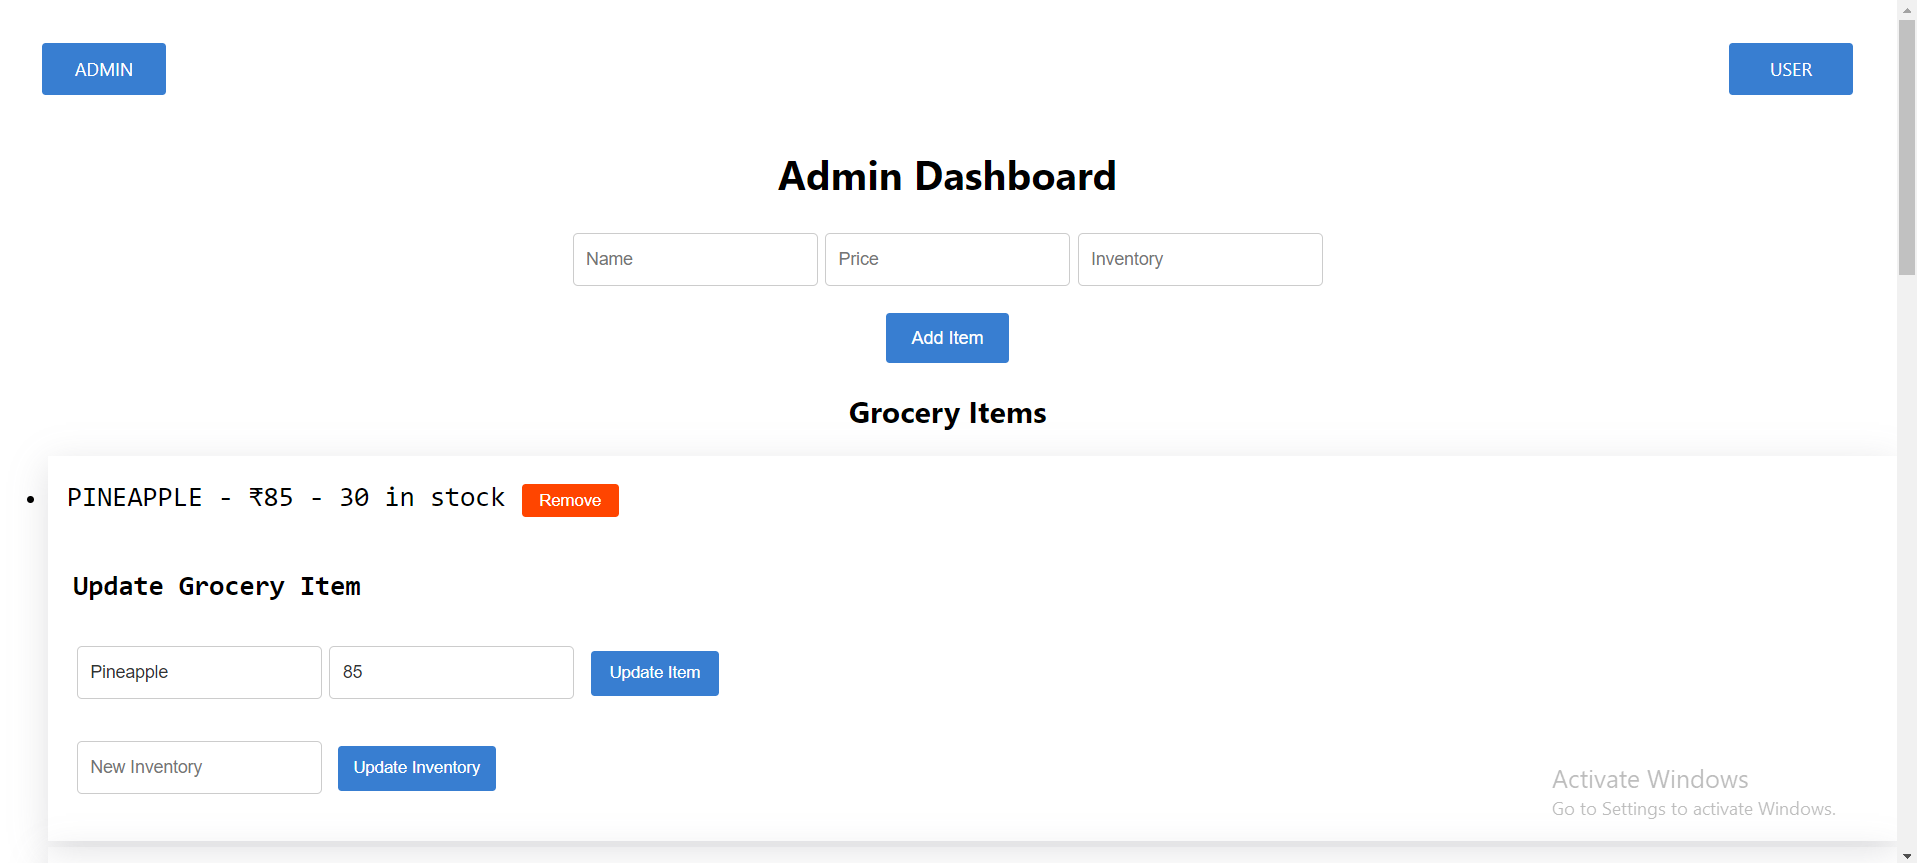 ADMIN
USER
Admin Dashboard
Name
Price
Inventory
Add Item
Grocery Items
PINEAPPLE - ₹85 - 30 in stock
Remove
Update Grocery Item
Pineapple
85
Update Item
New Inventory
Update Inventory
Activate Windows
Go to Settings to activate Windows.